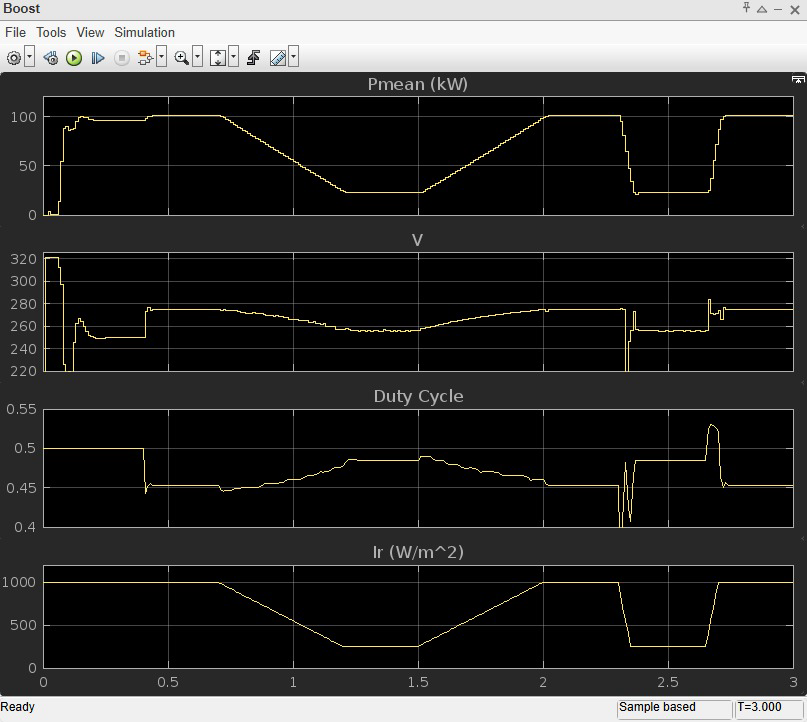 Boost
File Tools View Simulation
Pmean (kW)
100
50
0
V
320
300
280
260
240
220
Duty Cycle
0.55
0.5
0.45
0.4
Ir (W/m^2)
1000
500
0
0 0.5 1 1.5 2 2.5 3
Ready Sample based T=3.000